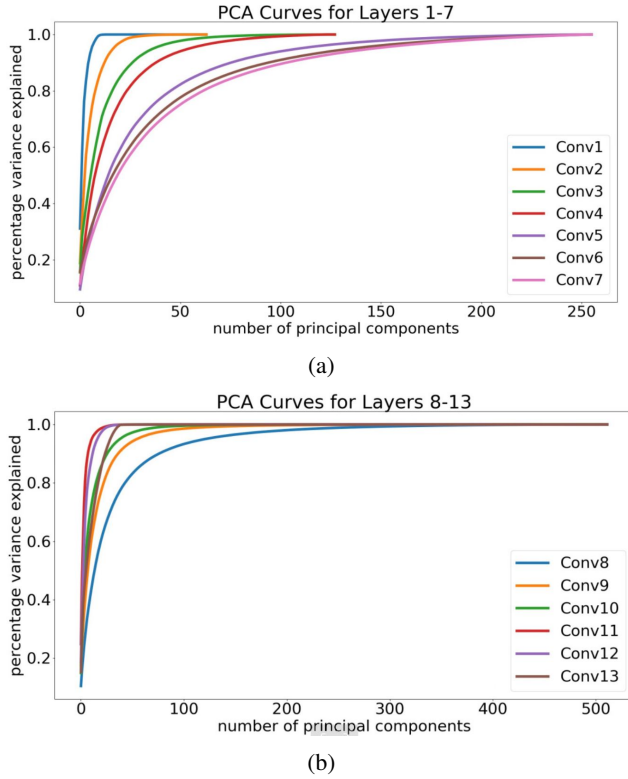 PCA Curves for Layers 1-7
percentage variance explained
1.0
0.8
0.6
0.4
0.2
0 50 100 150 200 250
number of principal components
Conv1
Conv2
Conv3
Conv4
Conv5
Conv6
Conv7
(a)
PCA Curves for Layers 8-13
percentage variance explained
1.0
0.8
0.6
0.4
0.2
0 100 200 300 400 500
number of principal components
Conv8
Conv9
Conv10
Conv11
Conv12
Conv13
(b)